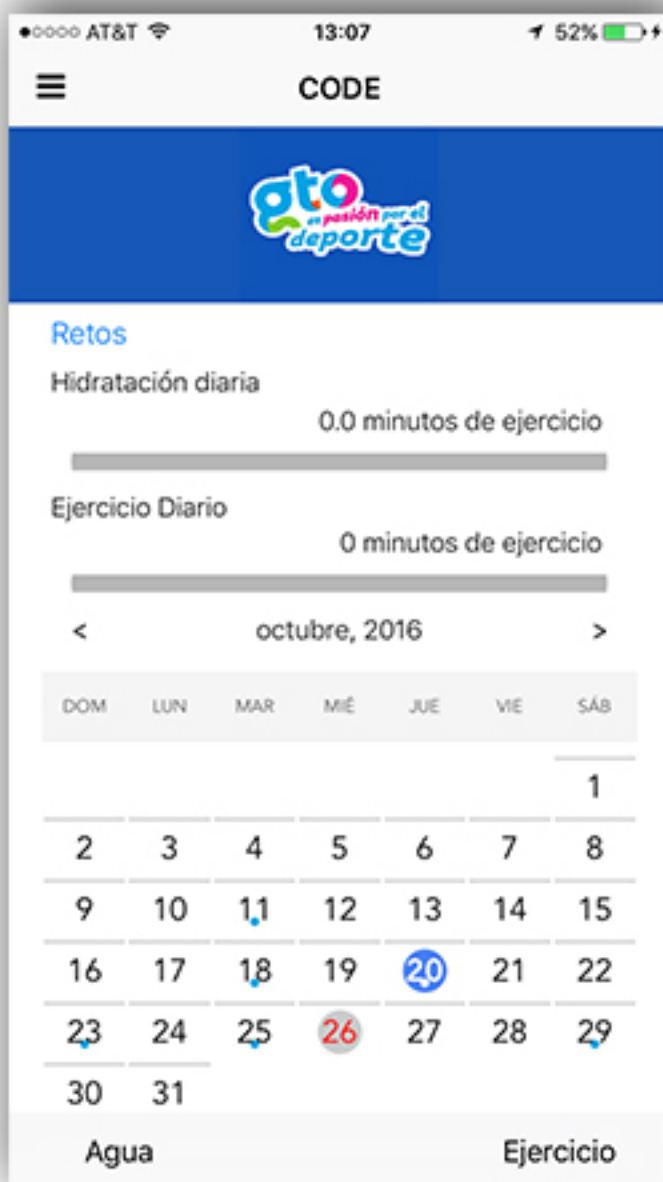 AT&T 13:07 52%
CODE
gto
es pasión por el
deporte
Retos
Hidratación diaria
0.0 minutos de ejercicio
Ejercicio Diario
0 minutos de ejercicio
< octubre, 2016 >
DOM LUN MAR MIÉ JUE VIE SÁB
1
2 3 4 5 6 7 8
9 10 11 12 13 14 15
16 17 18 19 20 21 22
23 24 25 26 27 28 29
30 31
Agua Ejercicio